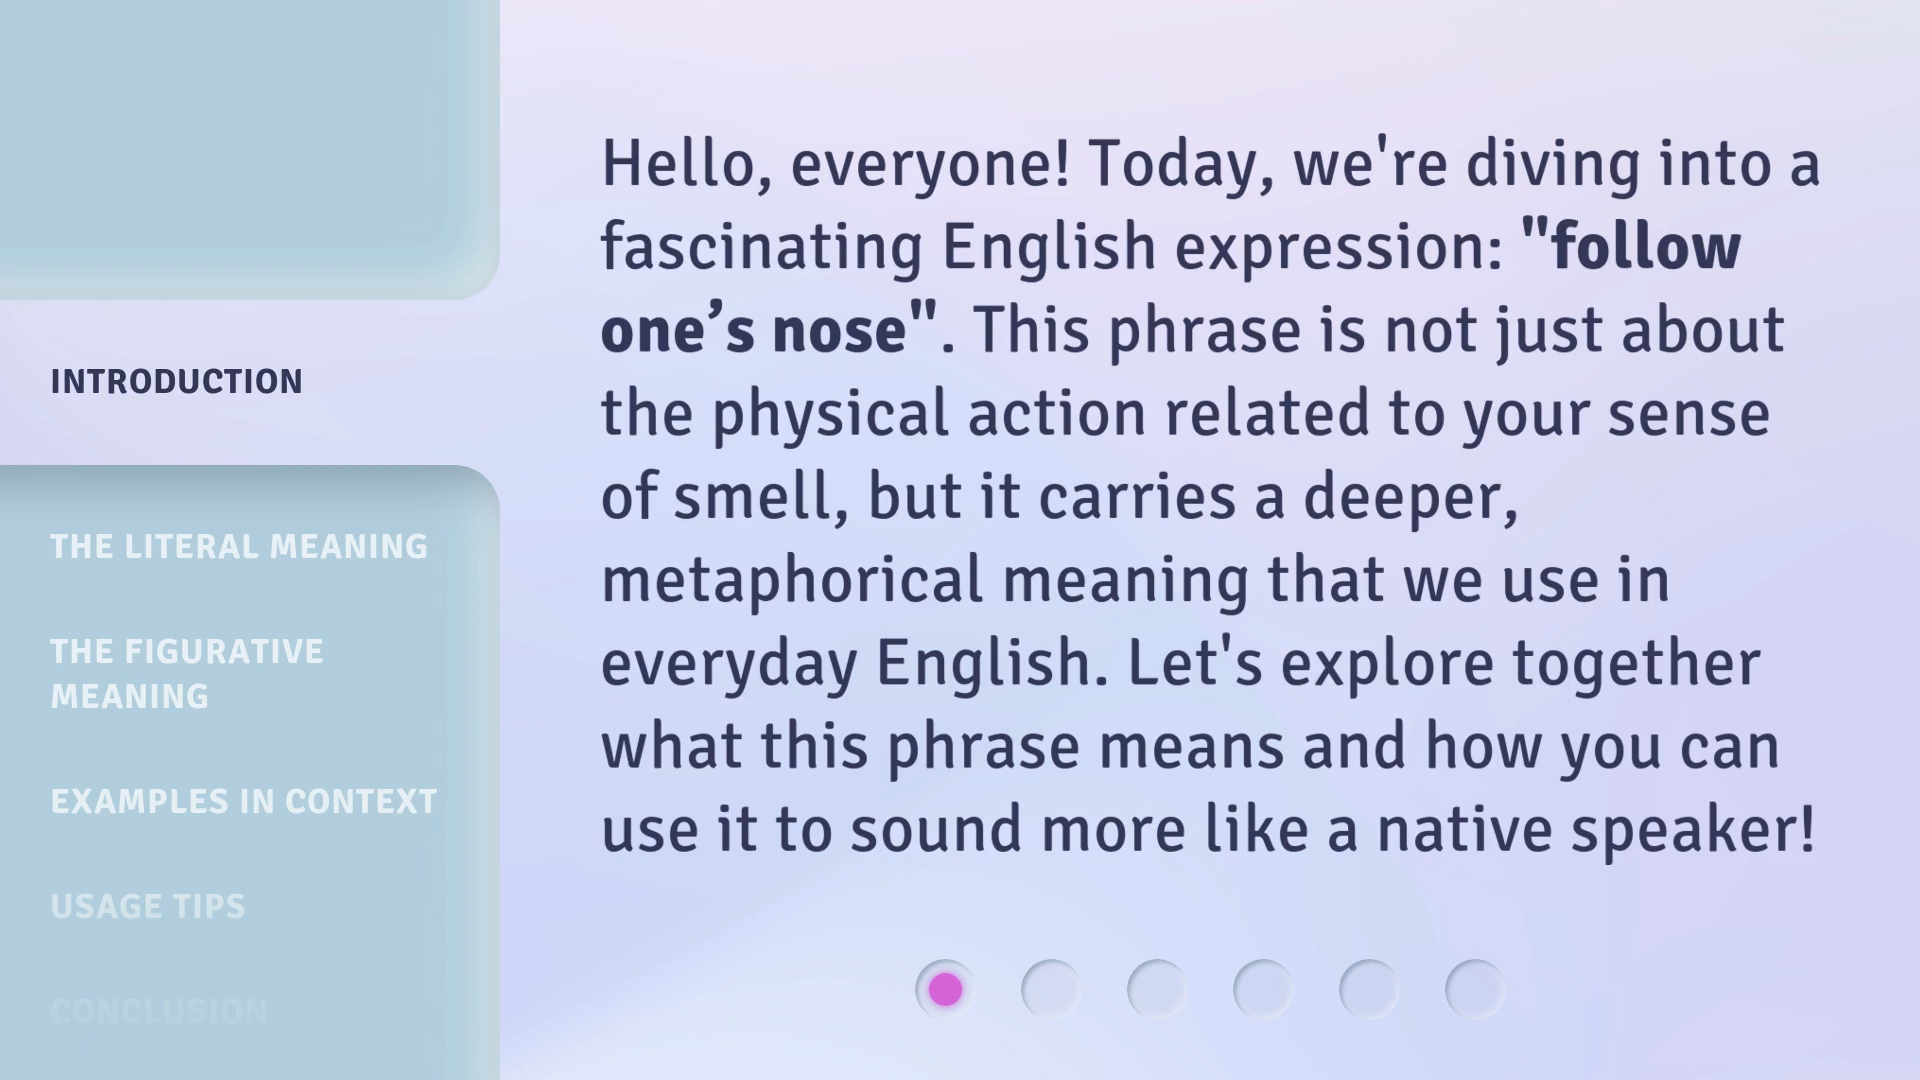 INTRODUCTION
THE LITERAL MEANING
THE FIGURATIVE
MEANING
EXAMPLES IN CONTEXT
USAGE TIPS
CONCLUSION
Hello, everyone! Today, we're diving into a
fascinating English expression: "follow
one’s nose". This phrase is not just about
the physical action related to your sense
of smell, but it carries a deeper,
metaphorical meaning that we use in
everyday English. Let's explore together
what this phrase means and how you can
use it to sound more like a native speaker!